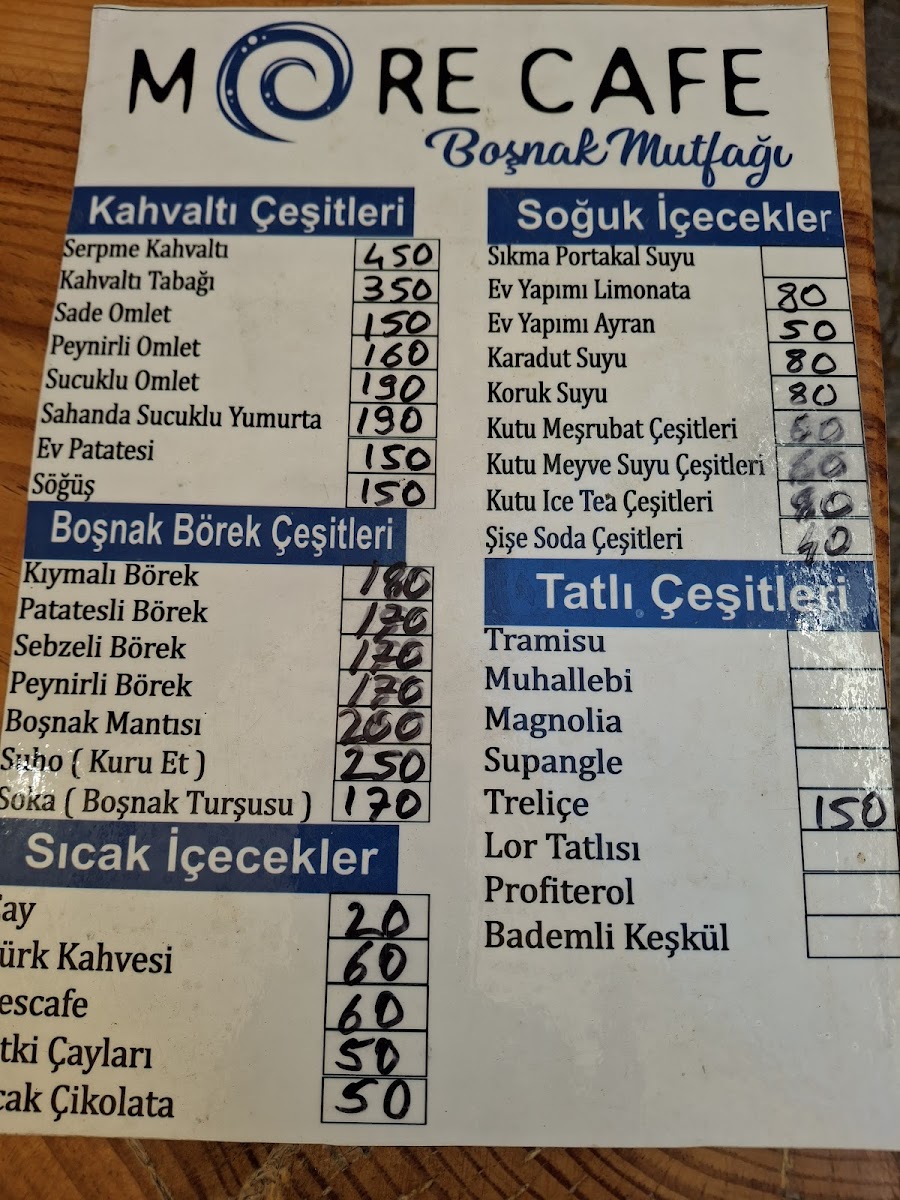 MORE CAFE
Boşnak Mutfağı
Kahvaltı Çeşitleri
Serpme Kahvaltı 450
Kahvaltı Tabağı 350
Sade Omlet 150
Peynirli Omlet 160
Sucuklu Omlet 190
Sahanda Sucuklu Yumurta 190
Ev Patatesi 150
Söğüş 150
Boşnak Börek Çeşitleri
Kıymalı Börek 180
Patatesli Börek 170
Sebzeli Börek 170
Peynirli Börek 170
Boşnak Mantısı 200
Suho ( Kuru Et ) 250
Soka ( Boşnak Turşusu ) 170
Sıcak İçecekler
Çay 20
ürk Kahvesi 60
escafe 60
tki Çayları 50
cak Çikolata 50
Soğuk İçecekler
Sıkma Portakal Suyu
Ev Yapımı Limonata 80
Ev Yapımı Ayran 50
Karadut Suyu 80
Koruk Suyu 80
Kutu Meşrubat Çeşitleri 60
Kutu Meyve Suyu Çeşitleri 60
Kutu Ice Tea Çeşitleri
Şişe Soda Çeşitleri 40
Tatlı Çeşitleri
Tramisu
Muhallebi
Magnolia
Supangle
Treliçe 150
Lor Tatlısı
Profiterol
Bademli Keşkül